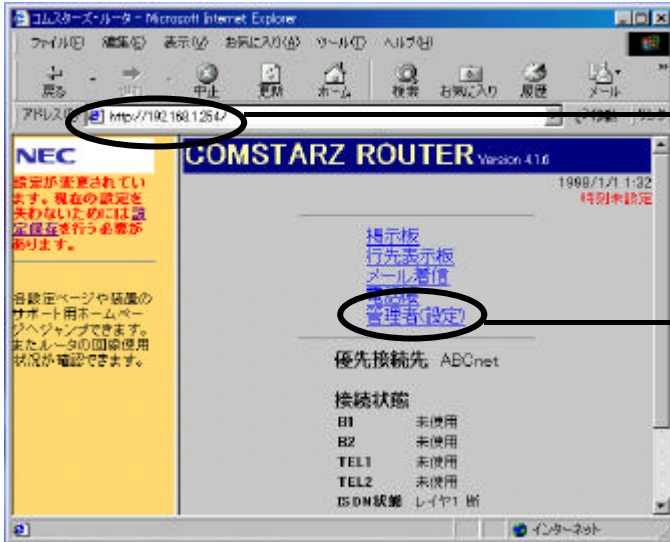 コムスターズ・ルータ - Microsoft Internet Explorer
ファイル(F) 編集(E) 表示(V) お気に入り(A) ツール(T) ヘルプ(H)
戻る 中止 更新 ホーム 検索 お気に入り 履歴 メール
アドレス(D) http://192.168.1.254/
NEC
設定が変更されてい
ます。現在の設定を
失わないためには設
定保存を行う必要が
あります。
各設定ページや装置の
サポート用ホームペー
ジへジャンプできます。
またルータの回線使用
状況が確認できます。
COMSTARZ ROUTER Version 4.1.6
1998/1/1 1:32
時刻未設定
掲示板
行先表示板
メール着信
電話帳
管理者(設定)
優先接続先 ABCnet
接続状態
B1 未使用
B2 未使用
TEL1 未使用
TEL2 未使用
ISDN状態 レイヤ1 断
インターネット